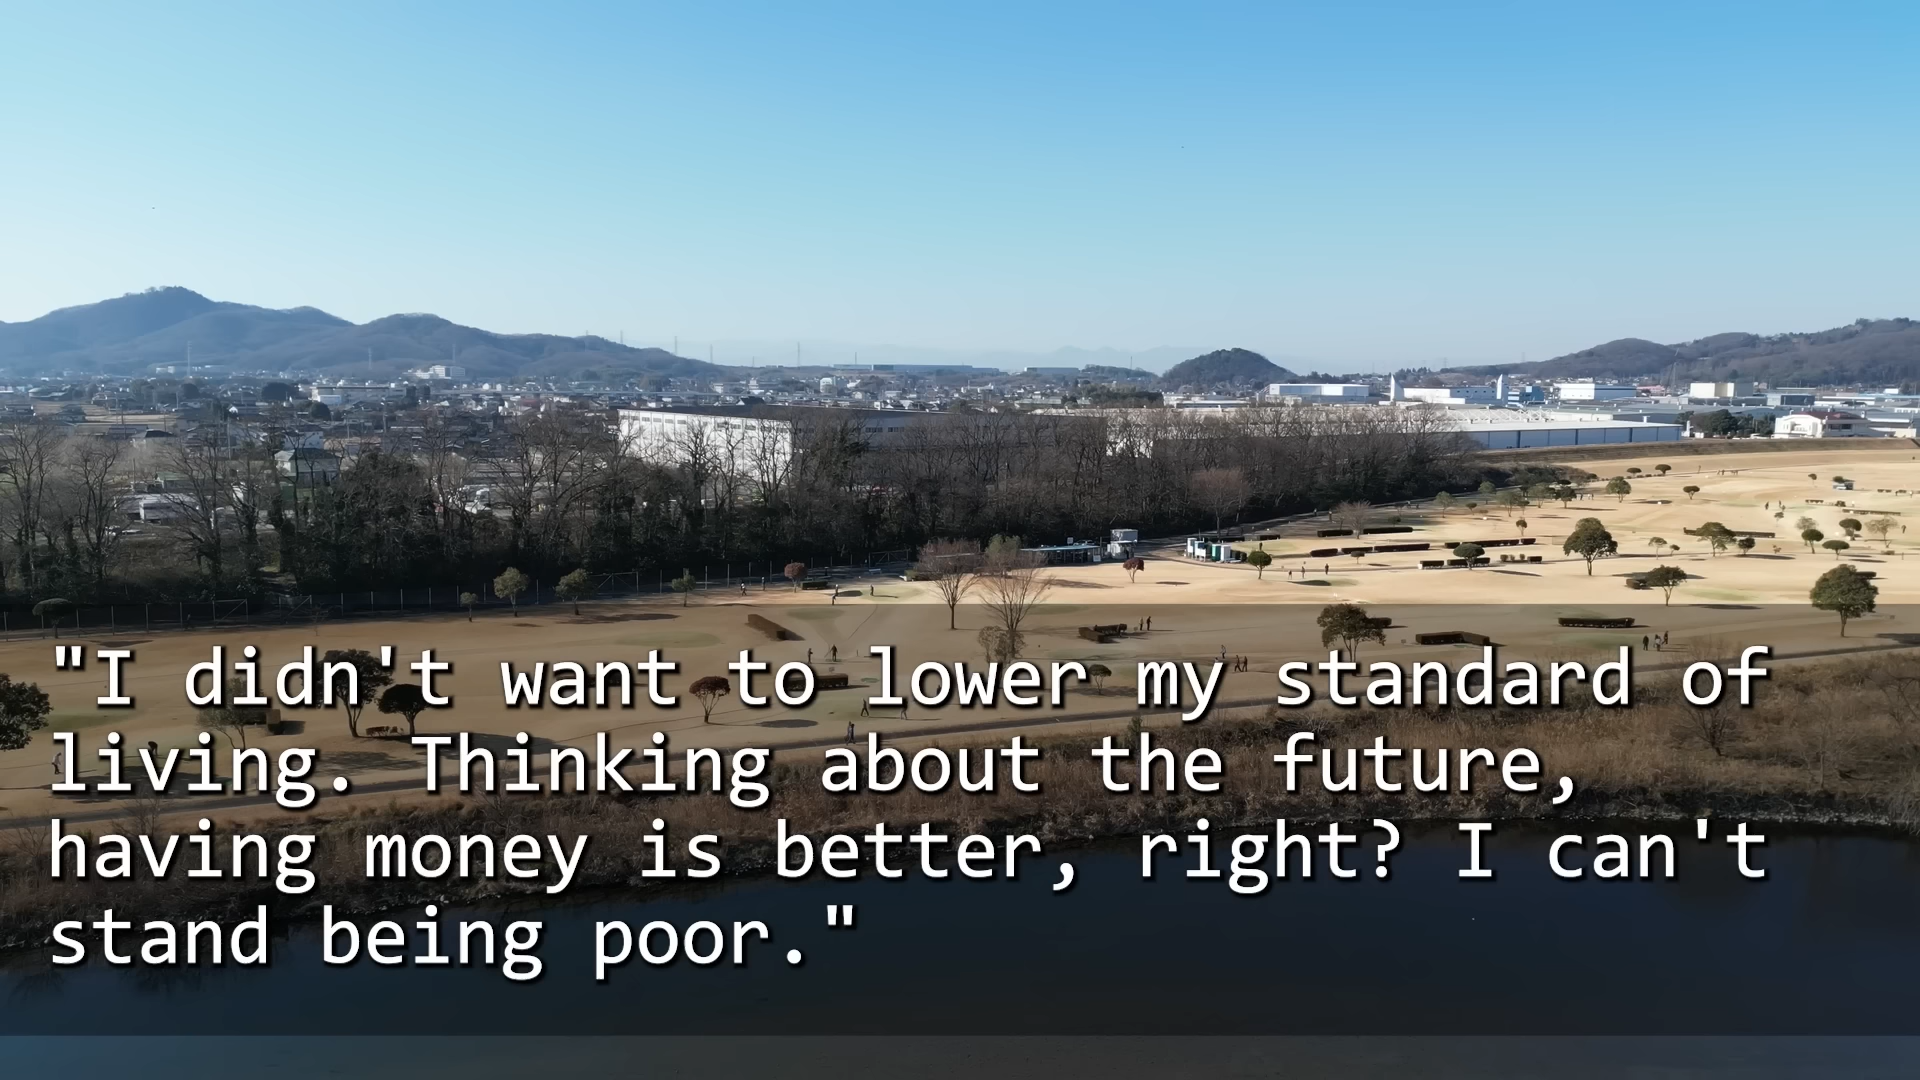 "I didn't want to lower my standard of
living. Thinking about the future,
having money is better, right? I can't
stand being poor."